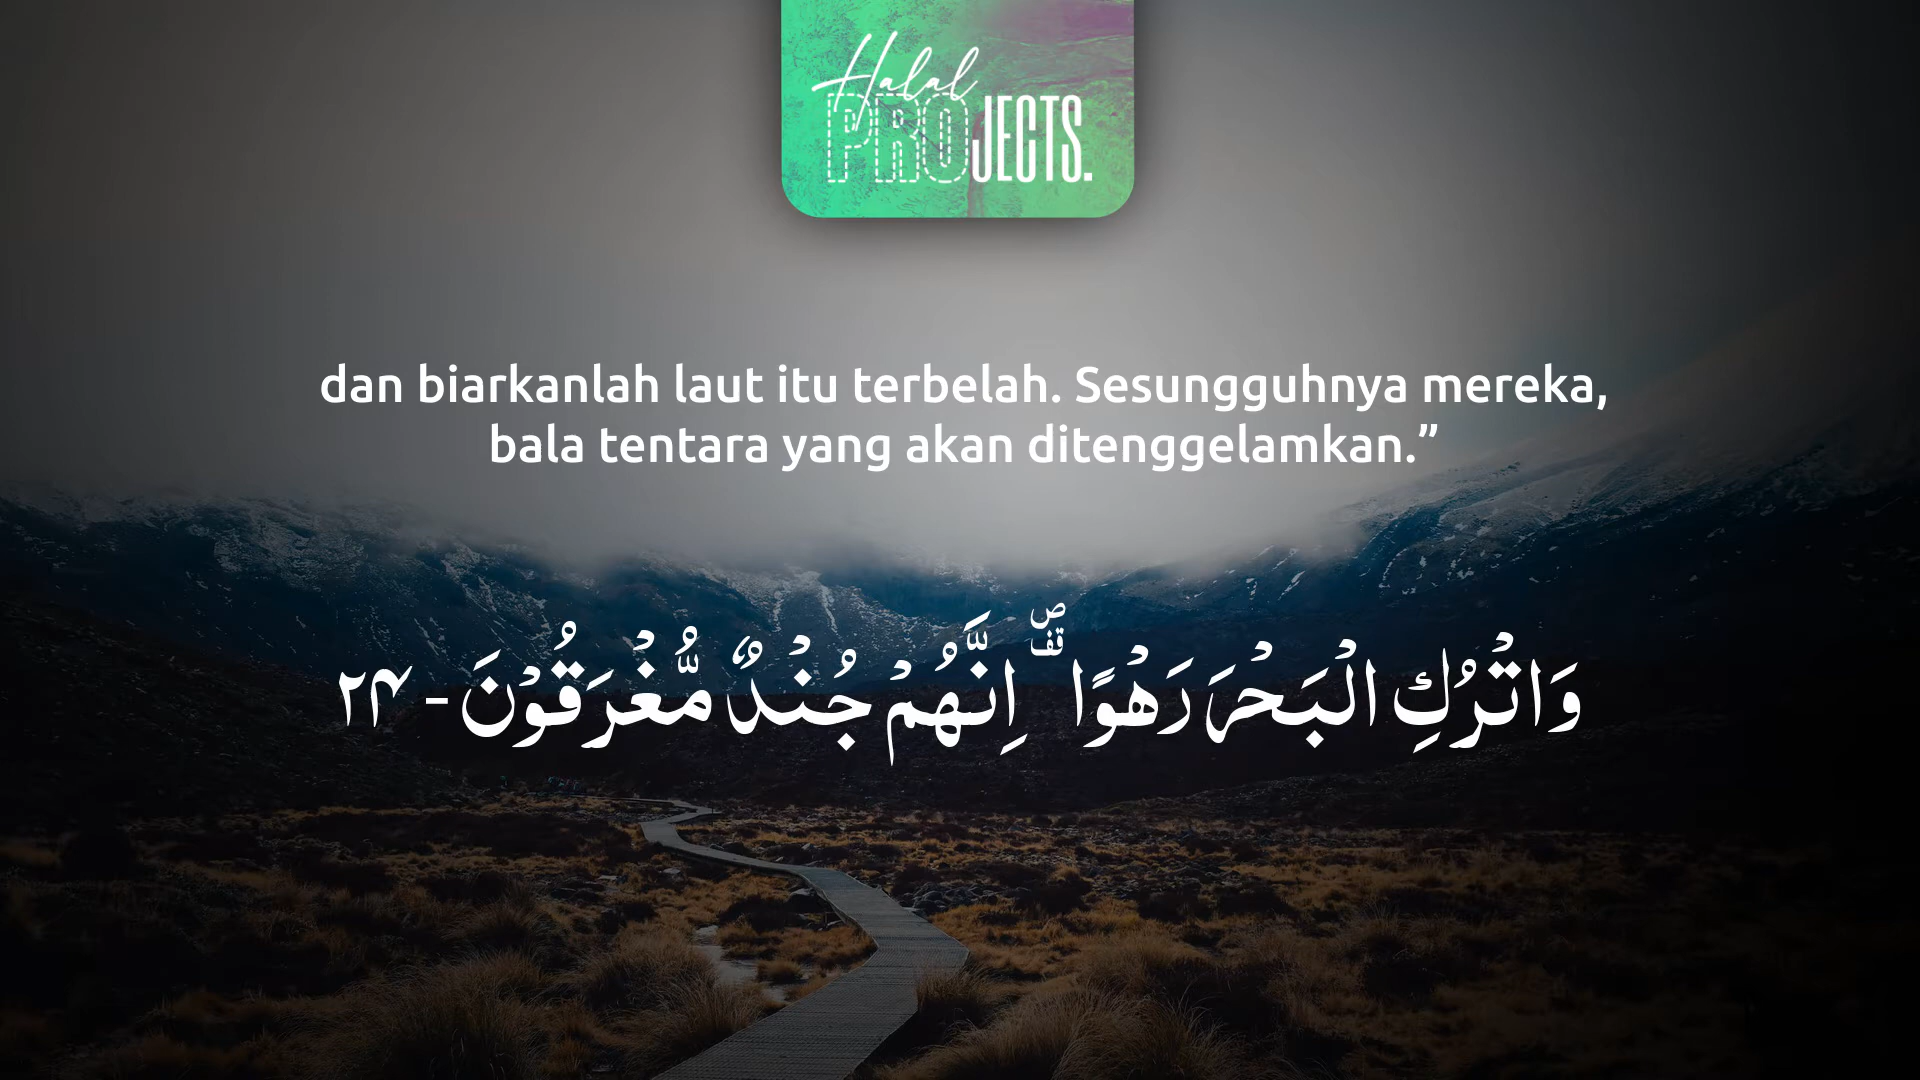 Halal
PROJECTS.
dan biarkanlah laut itu terbelah. Sesungguhnya mereka,
bala tentara yang akan ditenggelamkan.”
وَاتْرُكِ الْبَحْرَ رَهْوًا ۗ اِنَّهُمْ جُنْدٌ مُّغْرَقُوْنَ - ٢٤